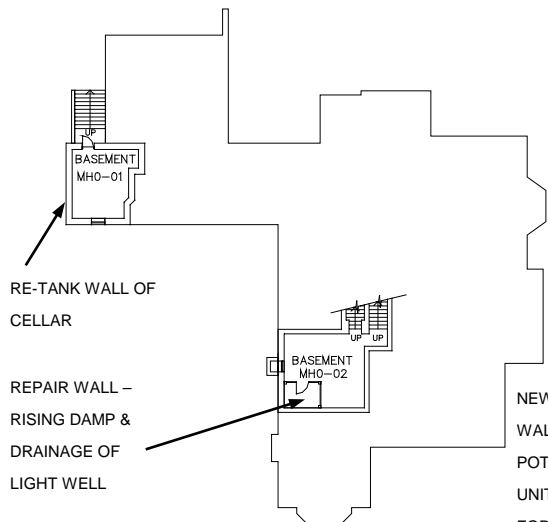 UP
BASEMENT
MH0-01
RE-TANK WALL OF
CELLAR
UP
UP
BASEMENT
MH0-02
REPAIR WALL –
RISING DAMP &
DRAINAGE OF
LIGHT WELL
NEW
WAL
POT
UNIT